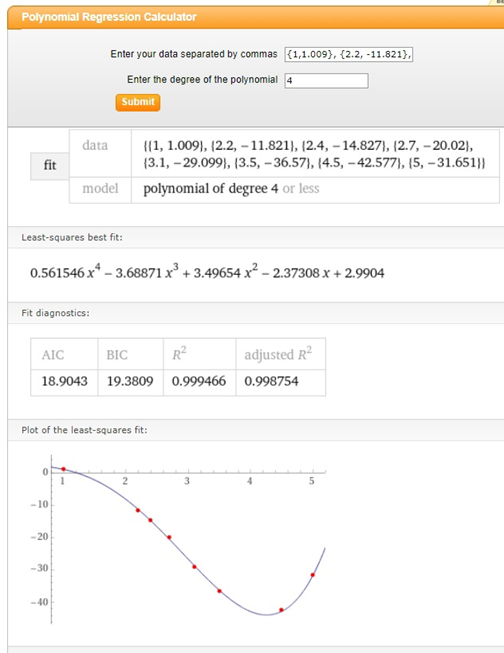 Polynomial Regression Calculator
Enter your data separated by commas {1,1.009}, {2.2, -11.821},
Enter the degree of the polynomial 4
Submit
fit
data
{{1, 1.009}, {2.2, −11.821}, {2.4, −14.827}, {2.7, −20.02},
{3.1, −29.099}, {3.5, −36.57}, {4.5, −42.577}, {5, −31.651}}
model polynomial of degree 4 or less
Least-squares best fit:
0.561546 x⁴ − 3.68871 x³ + 3.49654 x² − 2.37308 x + 2.9904
Fit diagnostics:
AIC BIC R² adjusted R²
18.9043 19.3809 0.999466 0.998754
Plot of the least-squares fit:
0
1 2 3 4 5
−10
−20
−30
−40